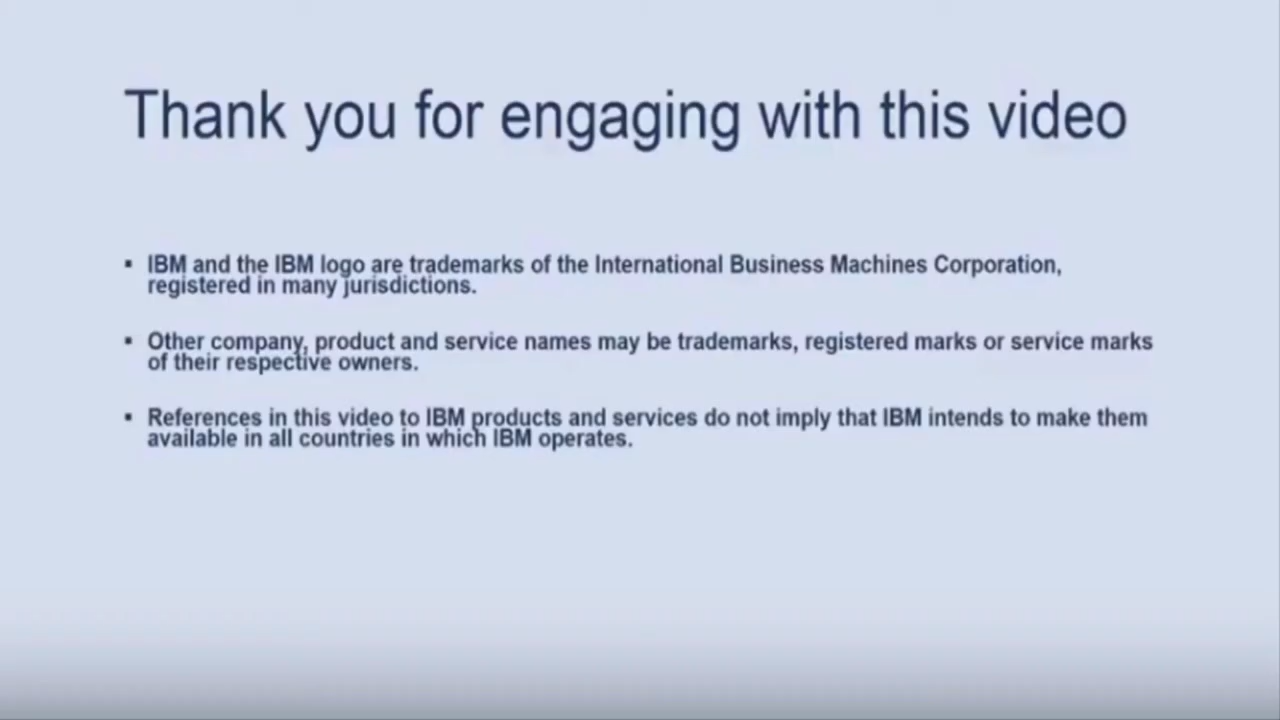 Thank you for engaging with this video
▪ IBM and the IBM logo are trademarks of the International Business Machines Corporation,
registered in many jurisdictions.
▪ Other company, product and service names may be trademarks, registered marks or service marks
of their respective owners.
▪ References in this video to IBM products and services do not imply that IBM intends to make them
available in all countries in which IBM operates.